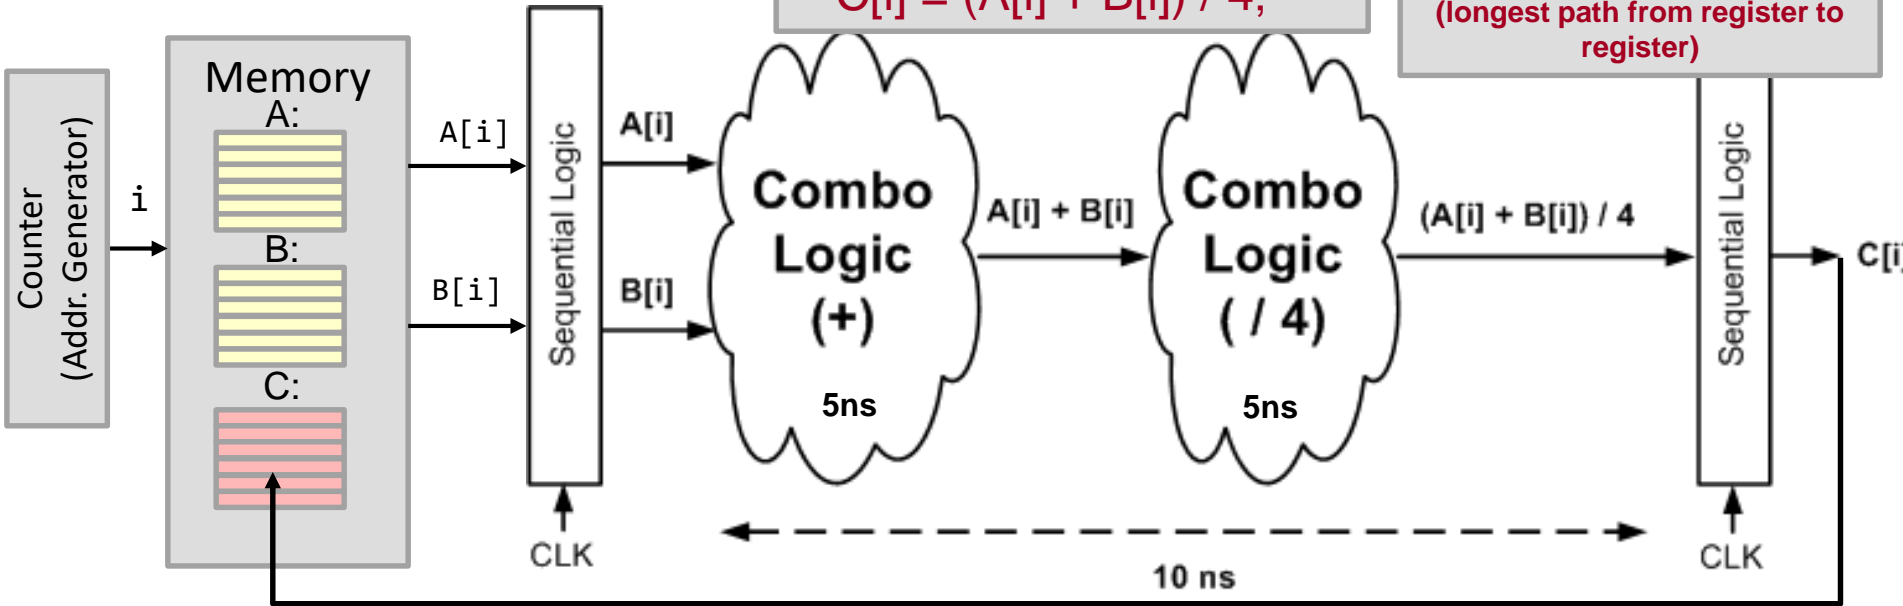 C[i] = (A[i] + B[i]) / 4;
(longest path from register to
register)
Counter
(Addr. Generator)
i
Memory
A:
B:
C:
A[i]
B[i]
Sequential Logic
CLK
A[i]
B[i]
Combo
Logic
(+)
5ns
A[i] + B[i]
Combo
Logic
( / 4)
5ns
(A[i] + B[i]) / 4
10 ns
Sequential Logic
CLK
C[i]